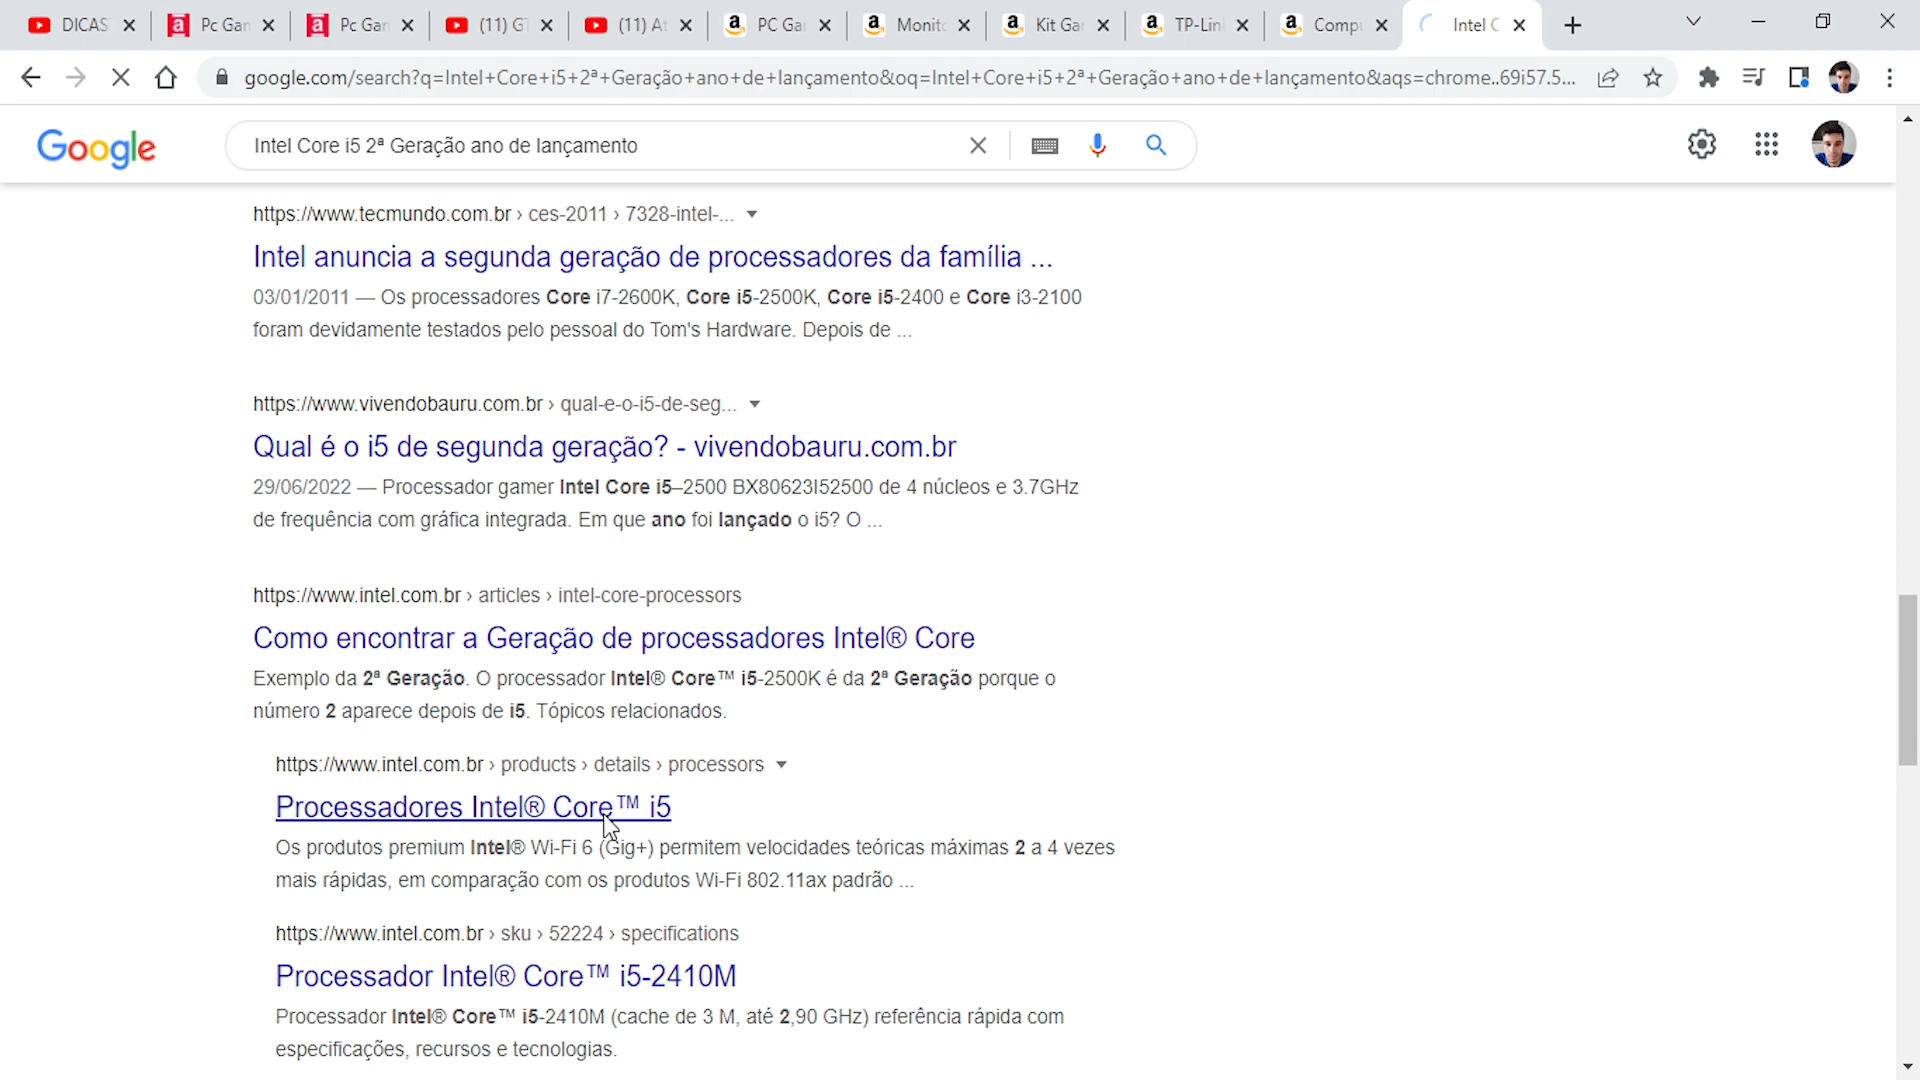 DICAS
Pc Gan
Pc Gan
(11) GT
(11) At
PC Gar
Monito
Kit Gar
TP-Lin
Compu
Intel C
google.com/search?q=Intel+Core+i5+2ª+Geração+ano+de+lançamento&oq=Intel+Core+i5+2ª+Geração+ano+de+lançamento&aqs=chrome..69i57.5...
Google
Intel Core i5 2ª Geração ano de lançamento
https://www.tecmundo.com.br › ces-2011 › 7328-intel-...
Intel anuncia a segunda geração de processadores da família ...
03/01/2011 — Os processadores Core i7-2600K, Core i5-2500K, Core i5-2400 e Core i3-2100
foram devidamente testados pelo pessoal do Tom's Hardware. Depois de ...
https://www.vivendobauru.com.br › qual-e-o-i5-de-seg...
Qual é o i5 de segunda geração? - vivendobauru.com.br
29/06/2022 — Processador gamer Intel Core i5–2500 BX80623I52500 de 4 núcleos e 3.7GHz
de frequência com gráfica integrada. Em que ano foi lançado o i5? O ...
https://www.intel.com.br › articles › intel-core-processors
Como encontrar a Geração de processadores Intel® Core
Exemplo da 2ª Geração. O processador Intel® Core™ i5-2500K é da 2ª Geração porque o
número 2 aparece depois de i5. Tópicos relacionados.
https://www.intel.com.br › products › details › processors
Processadores Intel® Core™ i5
Os produtos premium Intel® Wi-Fi 6 (Gig+) permitem velocidades teóricas máximas 2 a 4 vezes
mais rápidas, em comparação com os produtos Wi-Fi 802.11ax padrão ...
https://www.intel.com.br › sku › 52224 › specifications
Processador Intel® Core™ i5-2410M
Processador Intel® Core™ i5-2410M (cache de 3 M, até 2,90 GHz) referência rápida com
especificações, recursos e tecnologias.